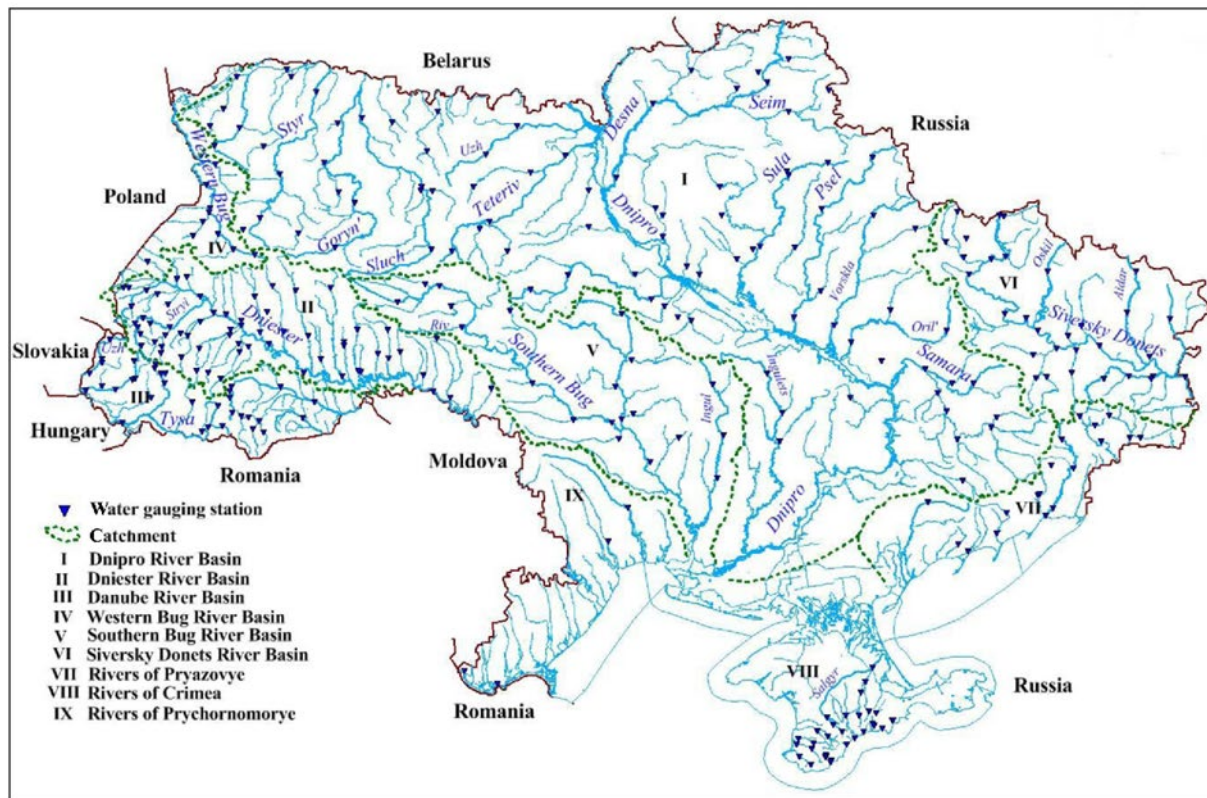 Belarus
Russia
Poland
Slovakia
Hungary
Romania
Moldova
Romania
Russia
Styr
Uzh
Desna
Seim
Western Bug
Teteriv
Sula
Psel
I
Goryn'
Dnipro
IV
Sluch
Vorskla
Oskil
Aidar
VI
Stryi
II
Dniester
Riv
Southern Bug
V
Oril'
Siversky Donets
Uzh
Samara
Ingulets
III
Tysa
Ingul
IX
Dnipro
VII
VIII
Salgyr
Water gauging station
Catchment
I Dnipro River Basin
II Dniester River Basin
III Danube River Basin
IV Western Bug River Basin
V Southern Bug River Basin
VI Siversky Donets River Basin
VII Rivers of Pryazovye
VIII Rivers of Crimea
IX Rivers of Prychornomorye